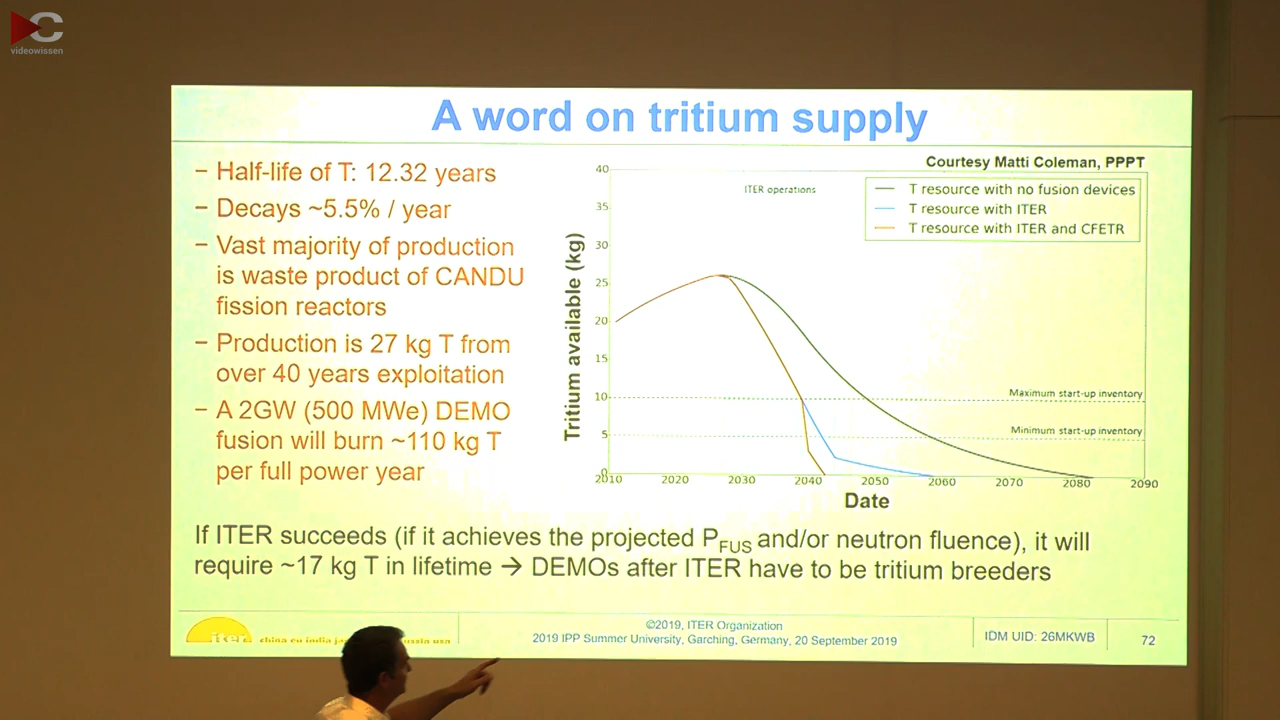 videowissen
A word on tritium supply
– Half-life of T: 12.32 years
– Decays ~5.5% / year
– Vast majority of production
is waste product of CANDU
fission reactors
– Production is 27 kg T from
over 40 years exploitation
– A 2GW (500 MWe) DEMO
fusion will burn ~110 kg T
per full power year
Courtesy Matti Coleman, PPPT
ITER operations
T resource with no fusion devices
T resource with ITER
T resource with ITER and CFETR
Tritium available (kg)
40
35
30
25
20
15
10
5
0
Maximum start-up inventory
Minimum start-up inventory
2010 2020 2030 2040 2050 2060 2070 2080 2090
Date
If ITER succeeds (if it achieves the projected PFUS and/or neutron fluence), it will
require ~17 kg T in lifetime → DEMOs after ITER have to be tritium breeders
iter
china eu india russia usa
©2019, ITER Organization
2019 IPP Summer University, Garching, Germany, 20 September 2019
IDM UID: 26MKWB
72